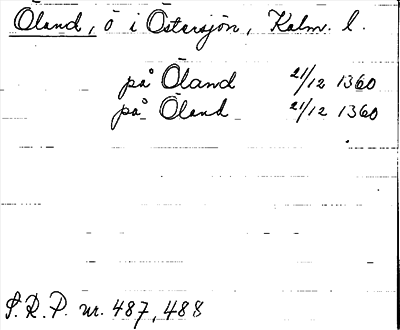 Öland, ö i Östersjön, Kalm. l.
på Öland 21/12 1360
på Öland 21/12 1360
S.R.P. nr. 487, 488